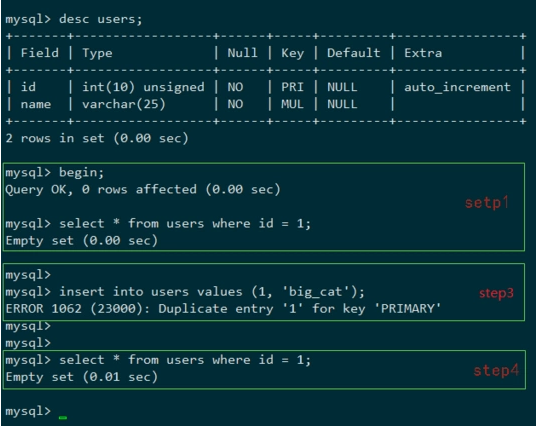 mysql> desc users;
+-------+------------------+------+-----+---------+----------------+
| Field | Type             | Null | Key | Default | Extra          |
+-------+------------------+------+-----+---------+----------------+
| id    | int(10) unsigned | NO   | PRI | NULL    | auto_increment |
| name  | varchar(25)      | NO   | MUL | NULL    |                |
+-------+------------------+------+-----+---------+----------------+
2 rows in set (0.00 sec)
mysql> begin;
Query OK, 0 rows affected (0.00 sec)
setp1
mysql> select * from users where id = 1;
Empty set (0.00 sec)
mysql>
mysql> insert into users values (1, 'big_cat');
step3
ERROR 1062 (23000): Duplicate entry '1' for key 'PRIMARY'
mysql>
mysql>
mysql> select * from users where id = 1;
step4
Empty set (0.01 sec)
mysql>